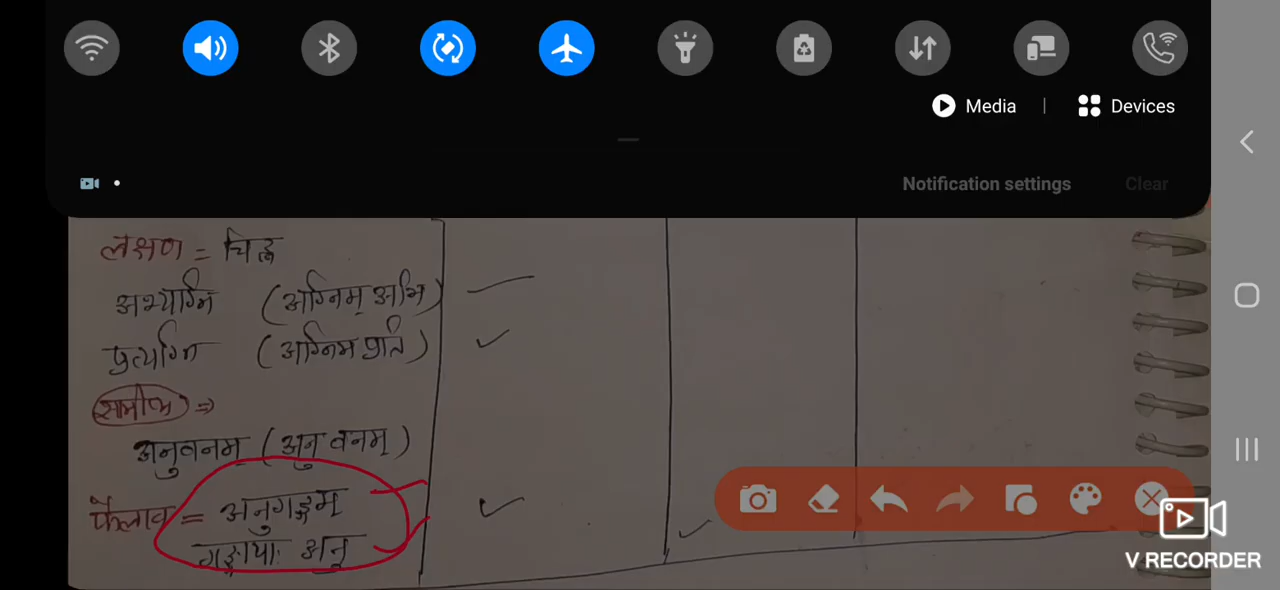 Media | Devices
Notification settings Clear
लक्षण = चिह्न
अभ्याग्नि (अग्निम् अभि)
प्रत्यग्नि (अग्निम प्रति)
सामीप्य =>
अनुवनम् (अनु वनम्)
फैलाव = अनुगङ्गम्
गङ्गायाः अनु
V RECORDER